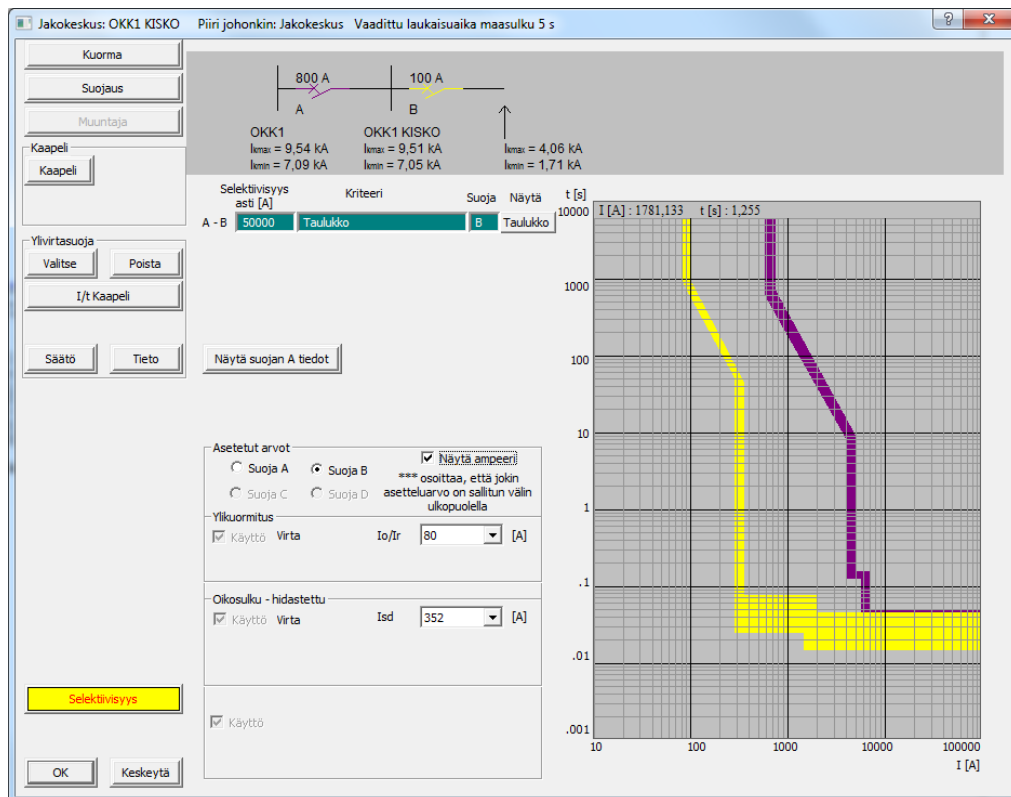 Jakokeskus: OKK1 KISKO Piiri johonkin: Jakokeskus Vaadittu laukaisuaika maasulku 5 s
Kuorma
Suojaus
Muuntaja
Kaapeli
Kaapeli
800 A
100 A
A
B
OKK1
Ikmax = 9,54 kA
Ikmin = 7,09 kA
OKK1 KISKO
Ikmax = 9,51 kA
Ikmin = 7,05 kA
Ikmax = 4,06 kA
Ikmin = 1,71 kA
Selektiivisyys
asti [A]
Kriteeri
Suoja
Näytä
A - B
50000
Taulukko
B
Taulukko
Ylivirtasuoja
Valitse
Poista
I/t Kaapeli
Säätö
Tieto
Näytä suojan A tiedot
Asetetut arvot
Suoja A
Suoja B
Suoja C
Suoja D
Näytä ampeeri
*** osoittaa, että jokin
asetteluarvo on sallitun välin
ulkopuolella
Ylikuormitus
Käyttö Virta Io/Ir 80 [A]
Oikosulku - hidastettu
Käyttö Virta Isd 352 [A]
Käyttö
Selektiivisyys
OK
Keskeytä
t [s]
I [A] : 1781,133 t [s] : 1,255
10000
1000
100
10
1
.1
.01
.001
10
100
1000
10000
100000
I [A]